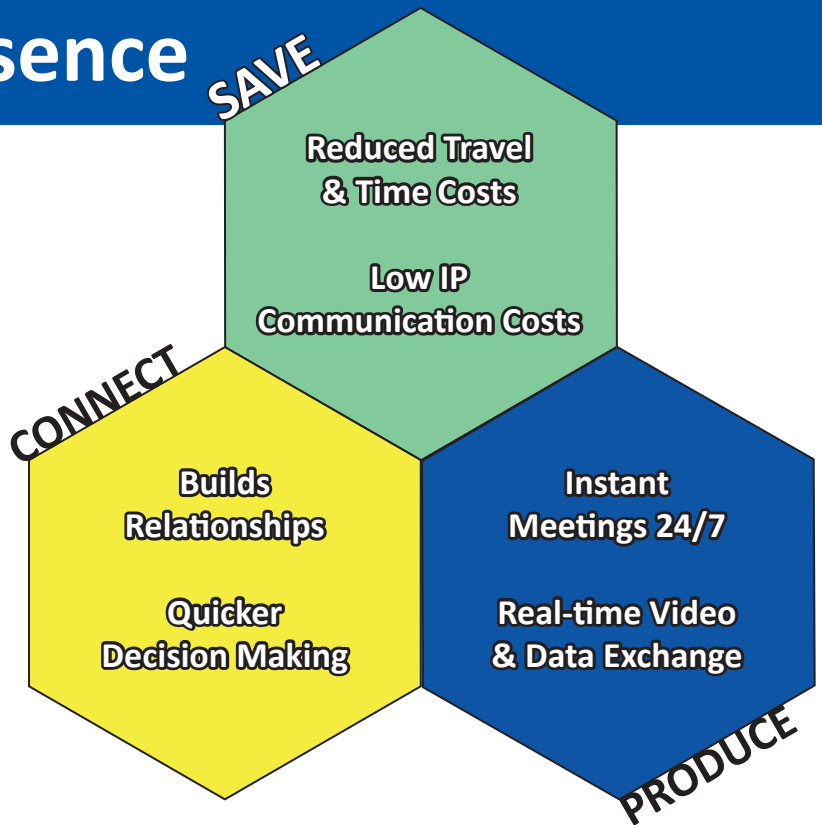 sence
SAVE
Reduced Travel
& Time Costs
Low IP
Communication Costs
CONNECT
Builds
Relationships
Quicker
Decision Making
Instant
Meetings 24/7
Real-time Video
& Data Exchange
PRODUCE